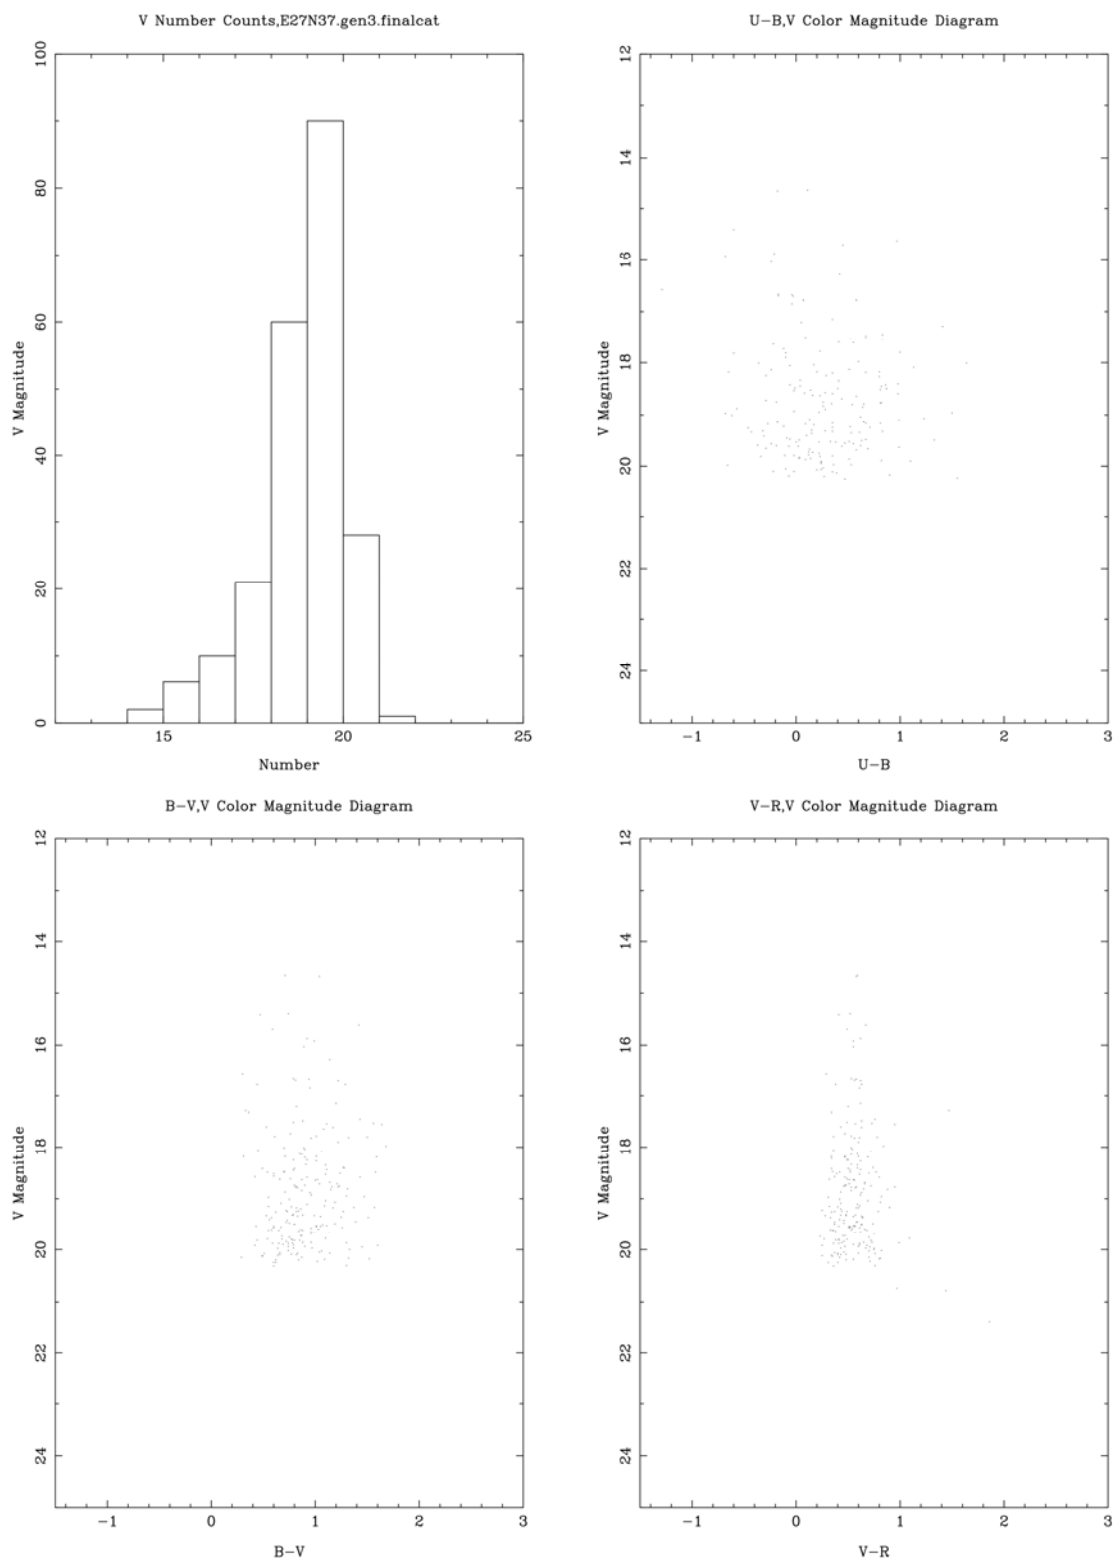 V Number Counts,E27N37.gen3.finalcat
100
80
60
40
20
0
V Magnitude
15 20 25
Number
U-B,V Color Magnitude Diagram
12
14
16
18
20
22
24
V Magnitude
-1 0 1 2 3
U-B
B-V,V Color Magnitude Diagram
12
14
16
18
20
22
24
V Magnitude
-1 0 1 2 3
B-V
V-R,V Color Magnitude Diagram
12
14
16
18
20
22
24
V Magnitude
-1 0 1 2 3
V-R